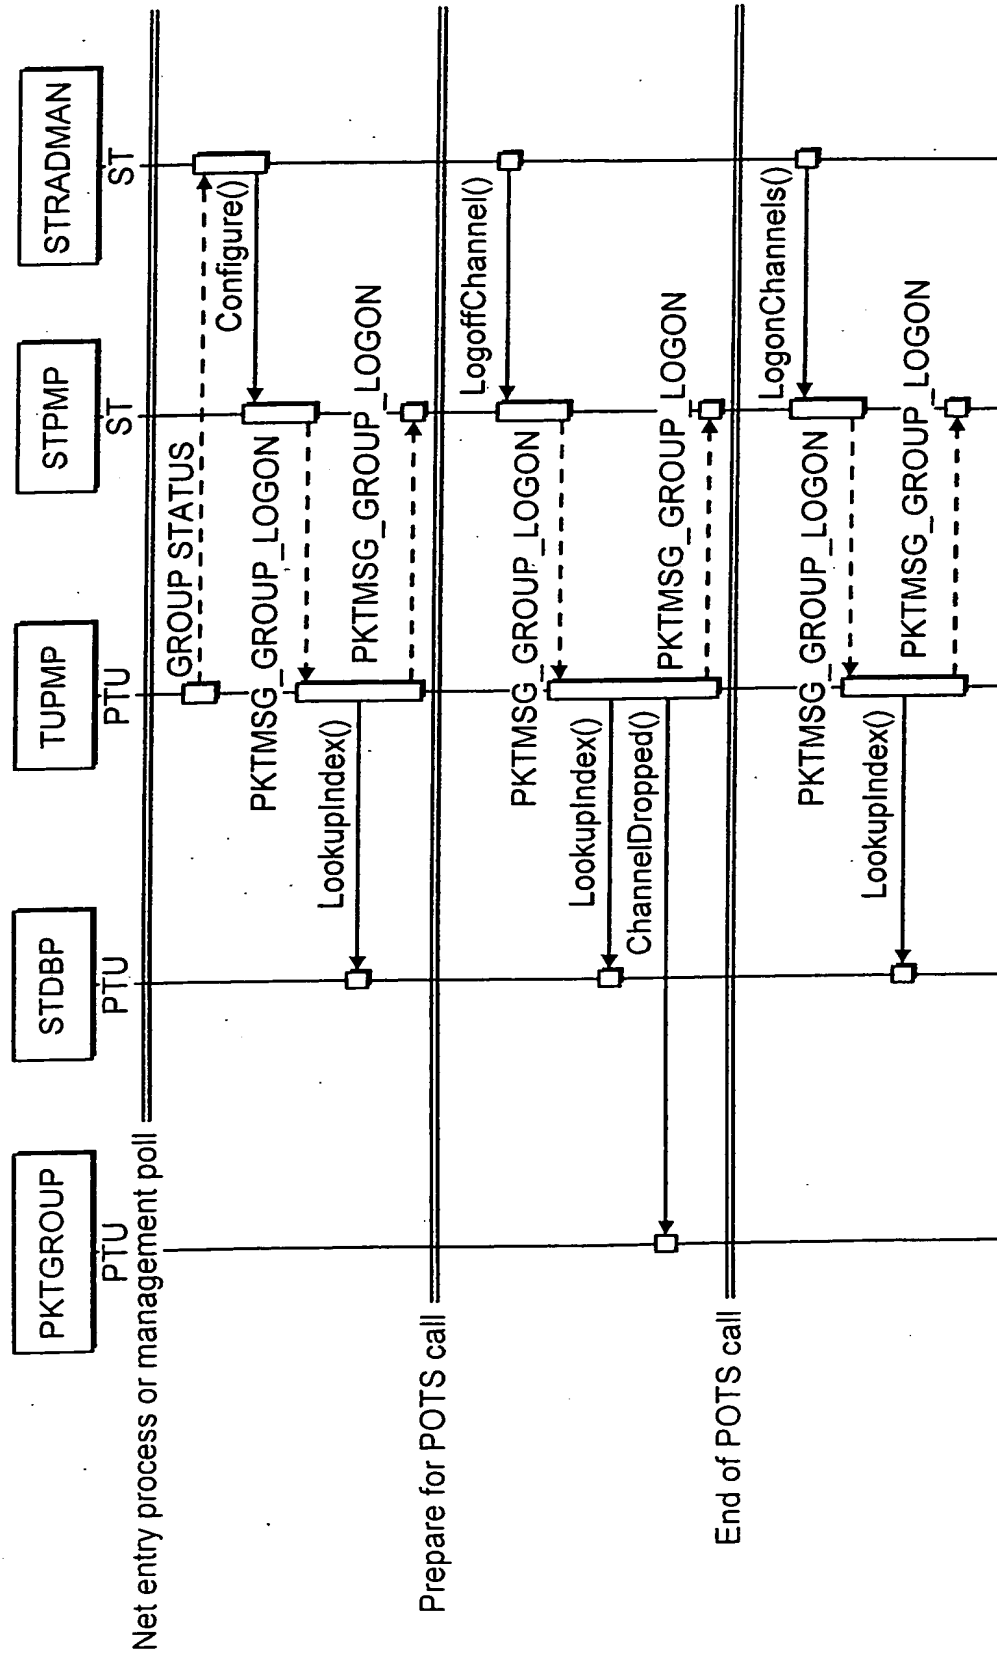 PKTGROUP
PTU
STDBP
PTU
TUPMP
PTU
STPMP
ST
STRADMAN
ST
Net entry process or management poll
GROUP STATUS
Configure()
PKTMSG_GROUP_LOGON
LookupIndex()
PKTMSG_GROUP_LOGON
Prepare for POTS call
LogoffChannel()
PKTMSG_GROUP_LOGON
LookupIndex()
ChannelDropped()
PKTMSG_GROUP_LOGON
End of POTS call
LogonChannels()
PKTMSG_GROUP_LOGON
LookupIndex()
PKTMSG_GROUP_LOGON